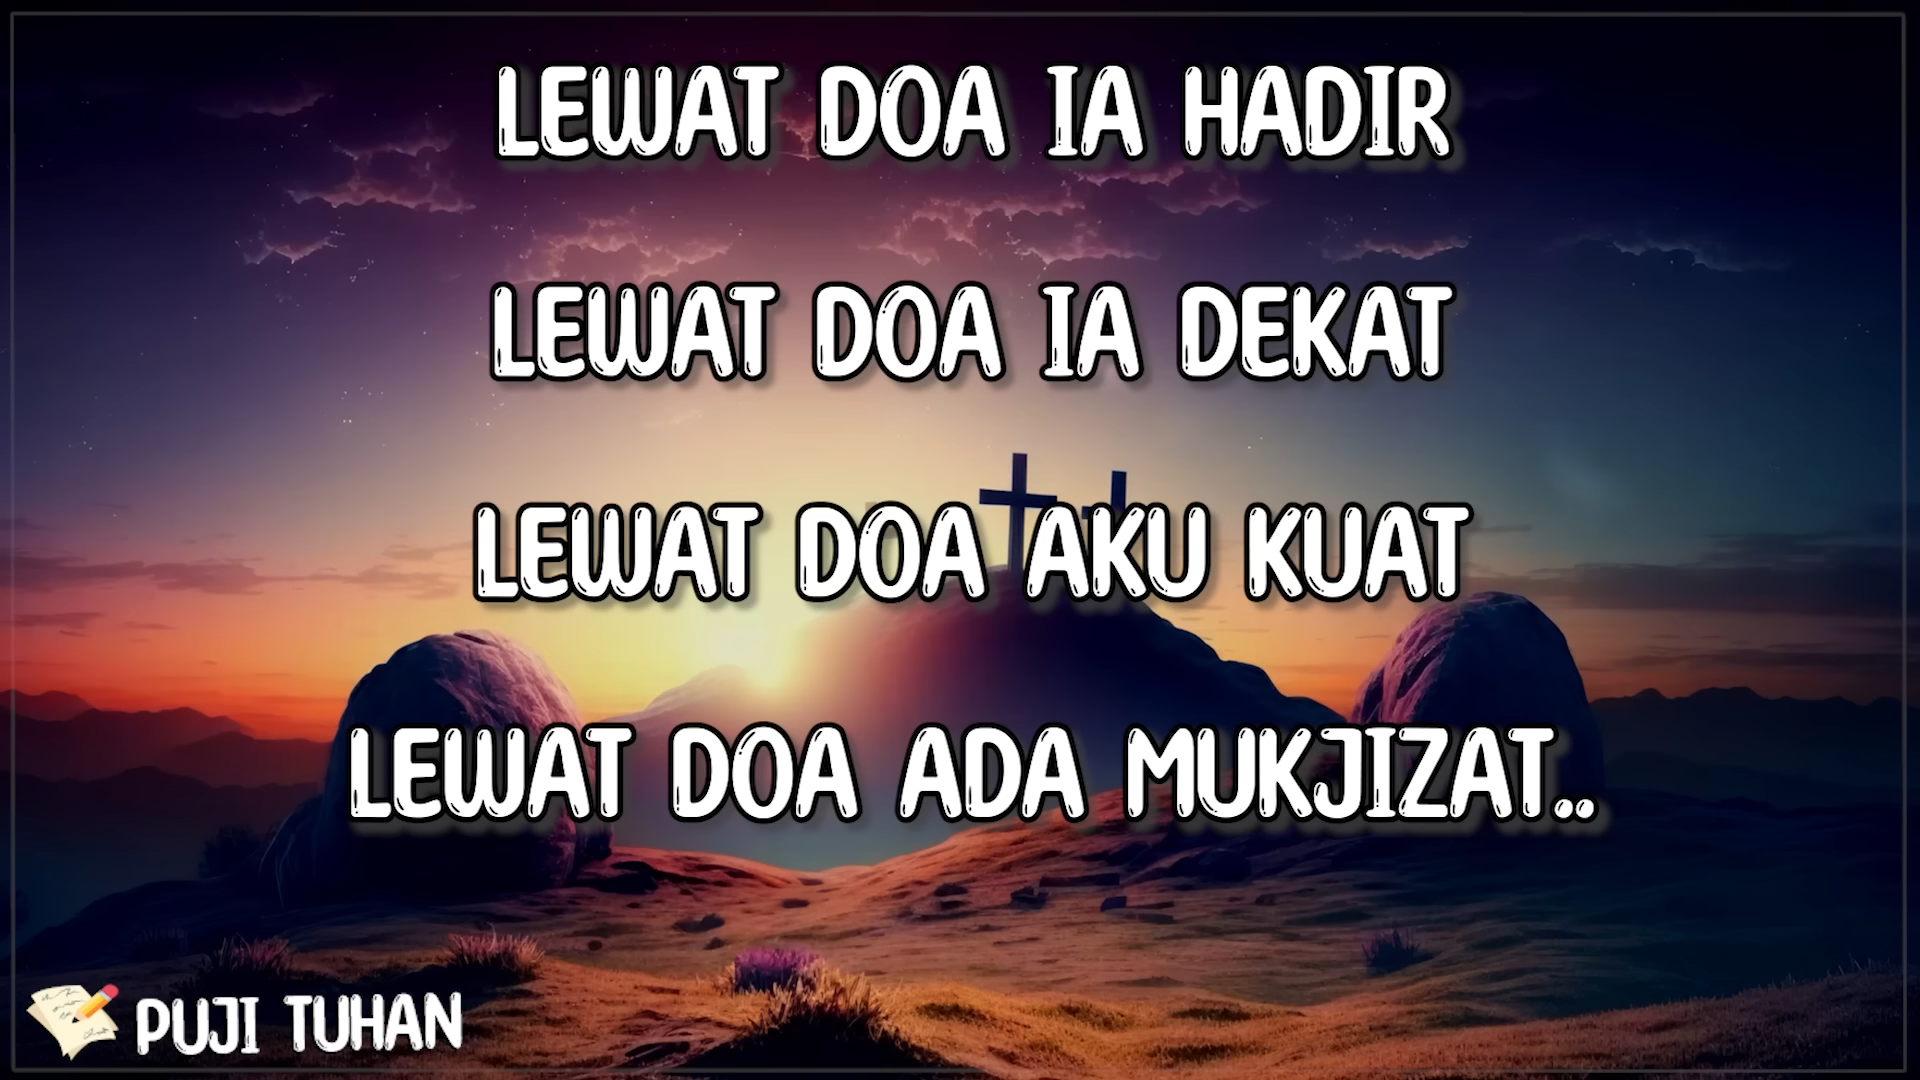 LEWAT DOA IA HADIR
LEWAT DOA IA DEKAT
LEWAT DOA AKU KUAT
LEWAT DOA ADA MUKJIZAT..
PUJI TUHAN